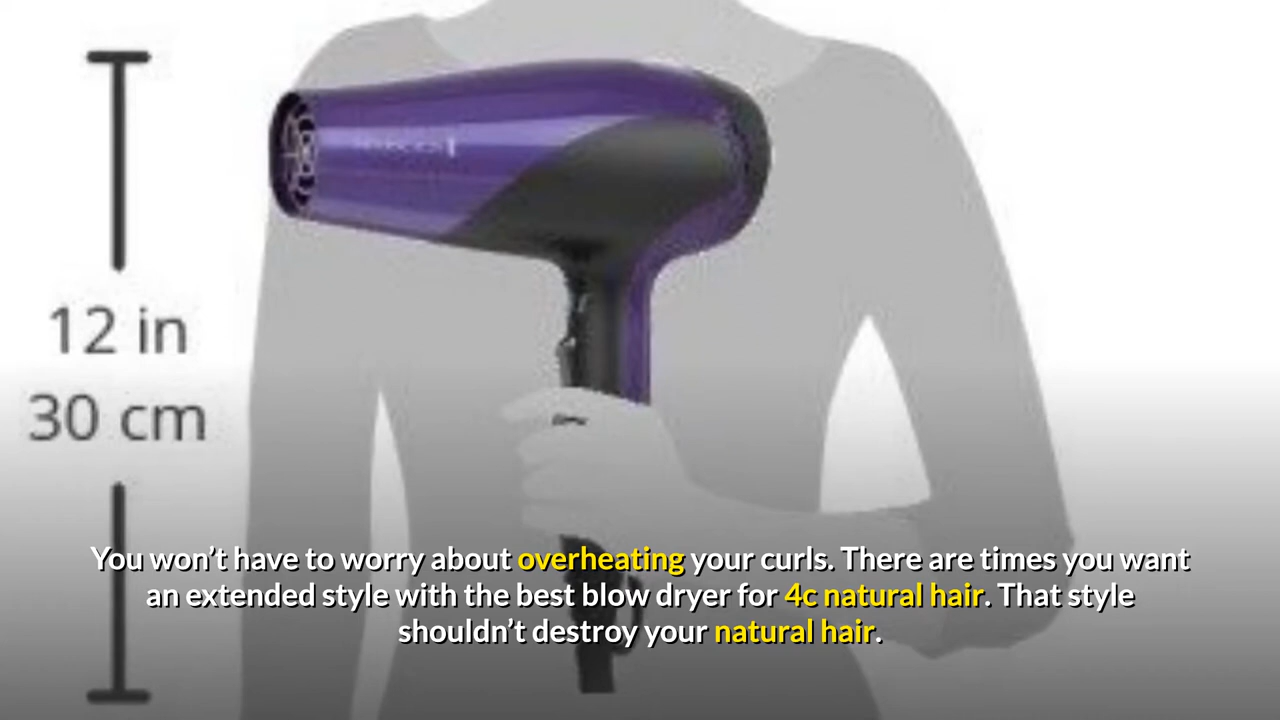 12 in
30 cm
You won’t have to worry about overheating your curls. There are times you want
an extended style with the best blow dryer for 4c natural hair. That style
shouldn’t destroy your natural hair.